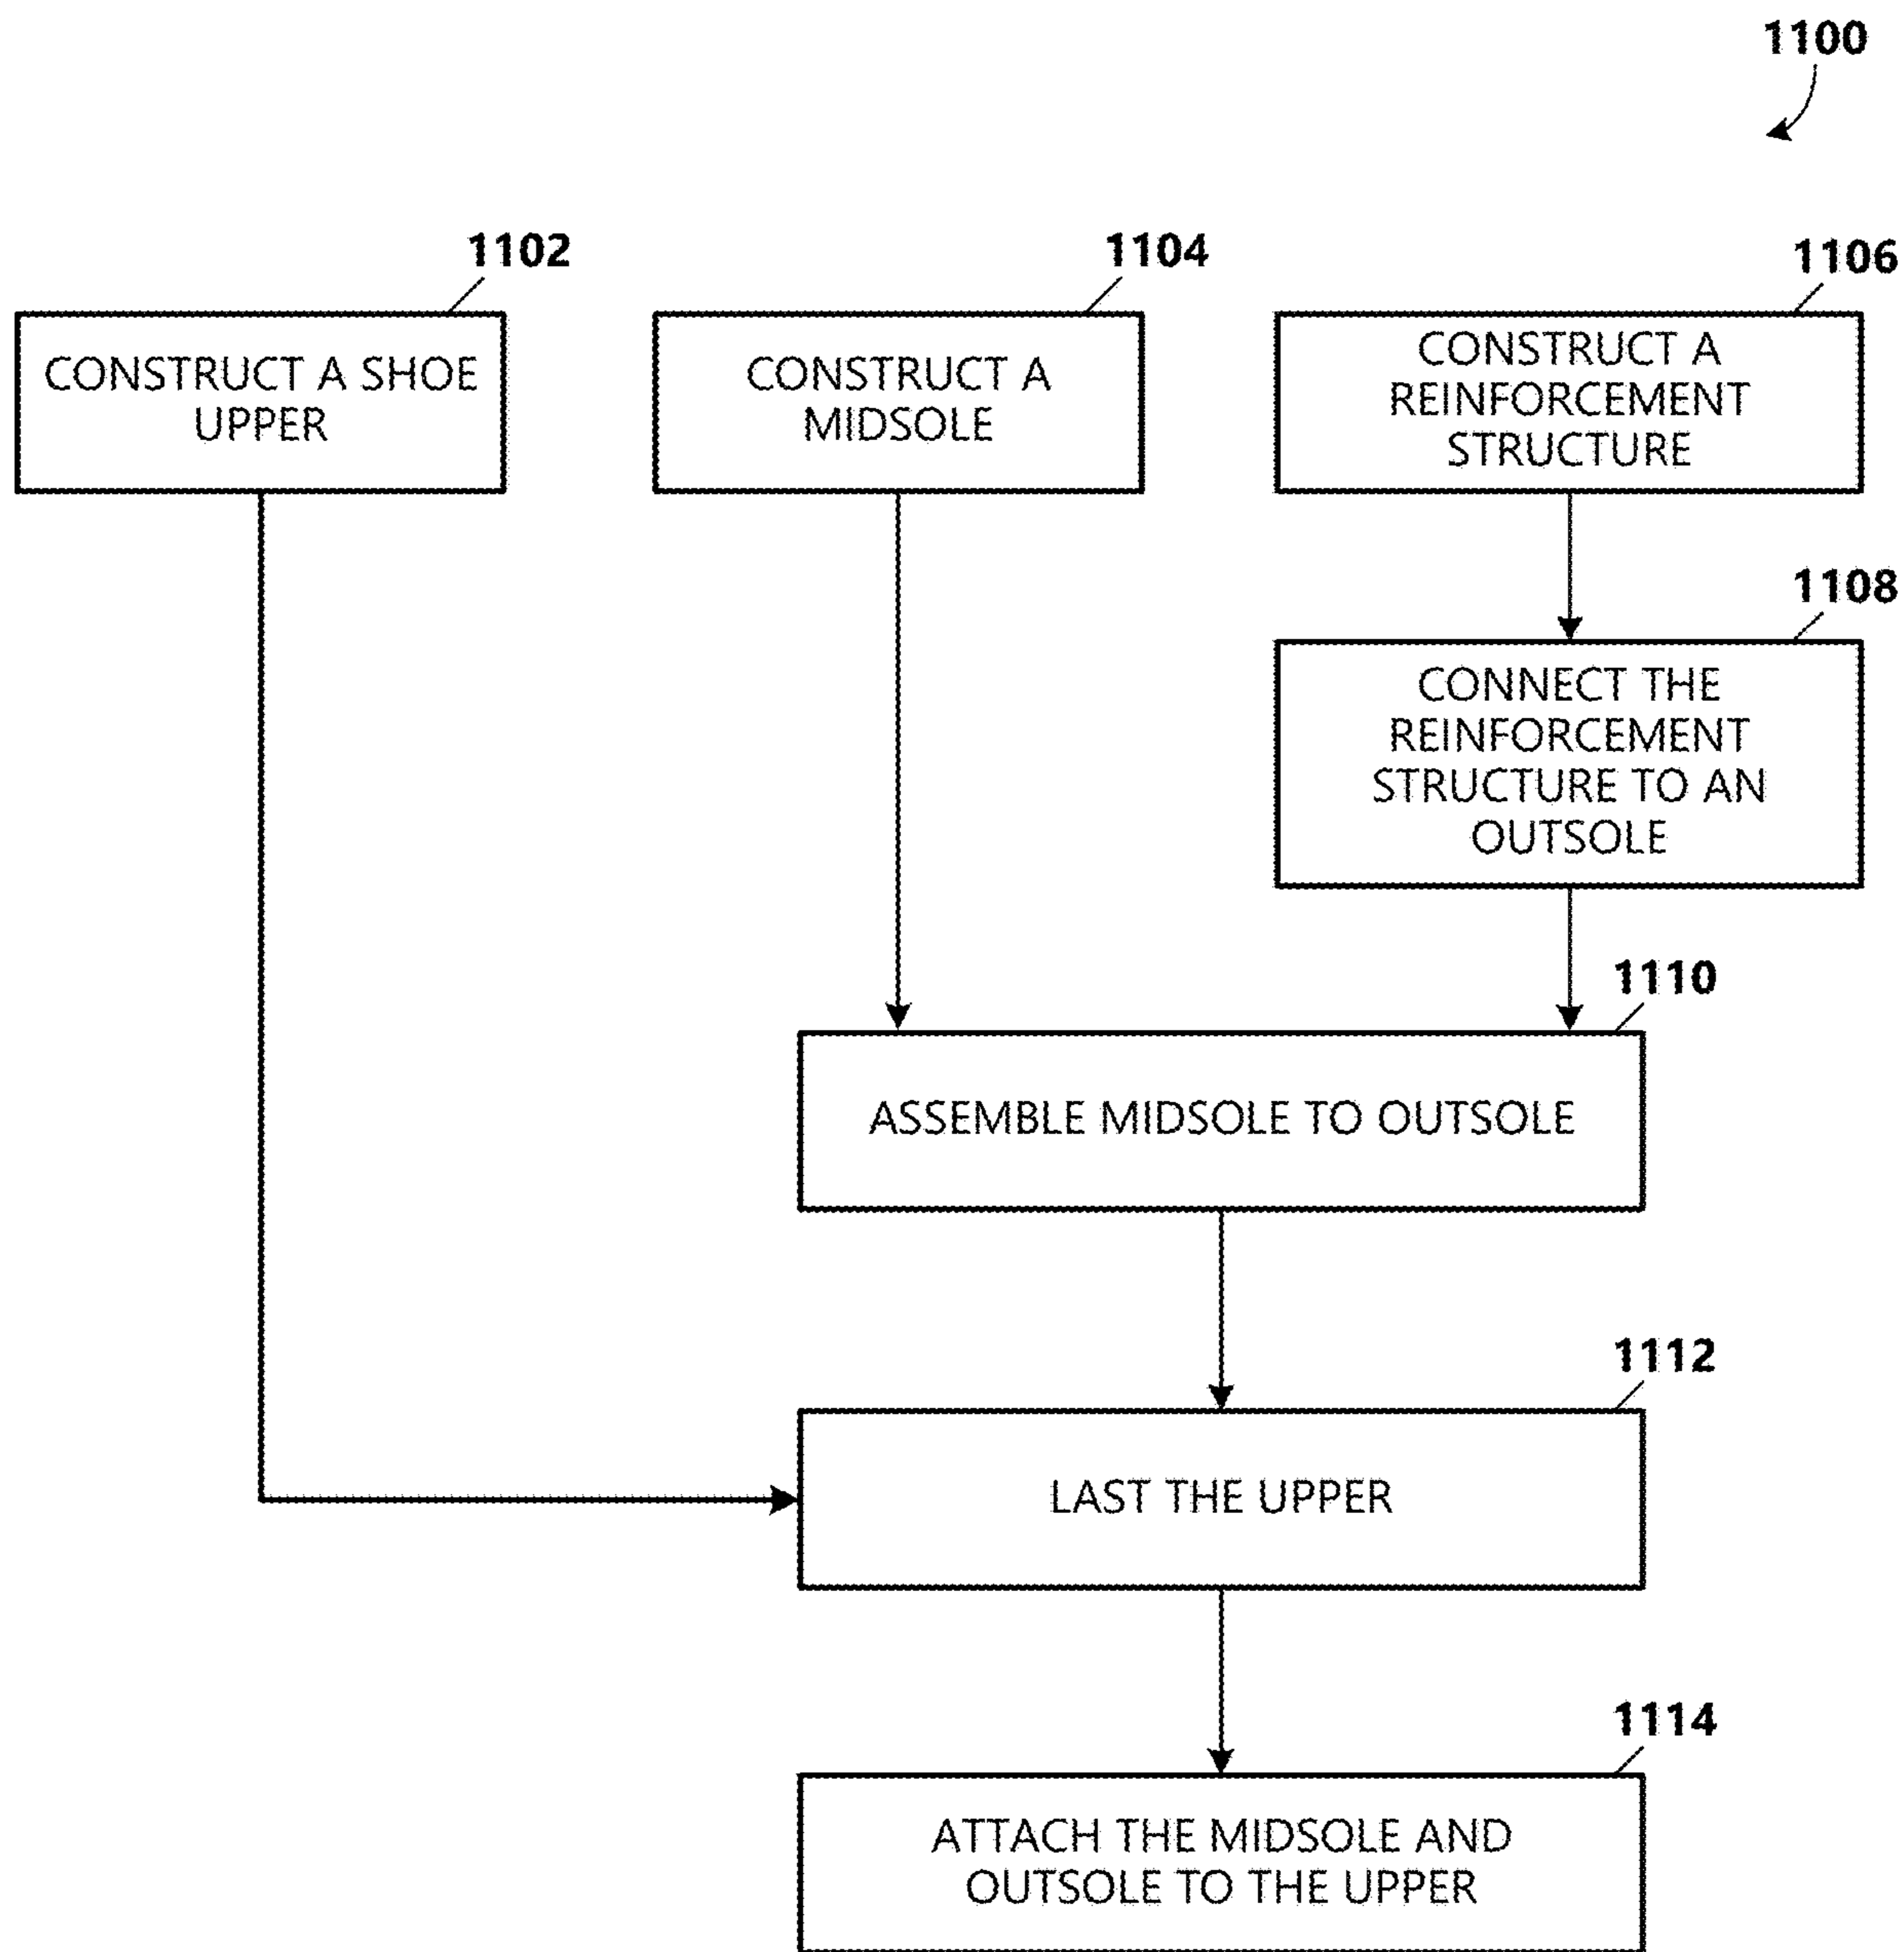 1100
1102
CONSTRUCT A SHOE
UPPER
1104
CONSTRUCT A
MIDSOLE
1106
CONSTRUCT A
REINFORCEMENT
STRUCTURE
1108
CONNECT THE
REINFORCEMENT
STRUCTURE TO AN
OUTSOLE
1110
ASSEMBLE MIDSOLE TO OUTSOLE
1112
LAST THE UPPER
1114
ATTACH THE MIDSOLE AND
OUTSOLE TO THE UPPER